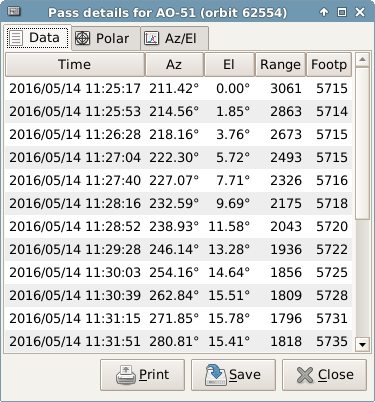 Pass details for AO-51 (orbit 62554)
Data Polar Az/El
Time Az El Range Footp
2016/05/14 11:25:17 211.42° 0.00° 3061 5715
2016/05/14 11:25:53 214.56° 1.85° 2863 5714
2016/05/14 11:26:28 218.16° 3.76° 2673 5715
2016/05/14 11:27:04 222.30° 5.72° 2493 5715
2016/05/14 11:27:40 227.07° 7.71° 2326 5716
2016/05/14 11:28:16 232.59° 9.69° 2175 5718
2016/05/14 11:28:52 238.93° 11.58° 2043 5720
2016/05/14 11:29:28 246.14° 13.28° 1936 5722
2016/05/14 11:30:03 254.16° 14.64° 1856 5725
2016/05/14 11:30:39 262.84° 15.51° 1809 5728
2016/05/14 11:31:15 271.85° 15.78° 1796 5731
2016/05/14 11:31:51 280.81° 15.41° 1818 5735
Print Save Close